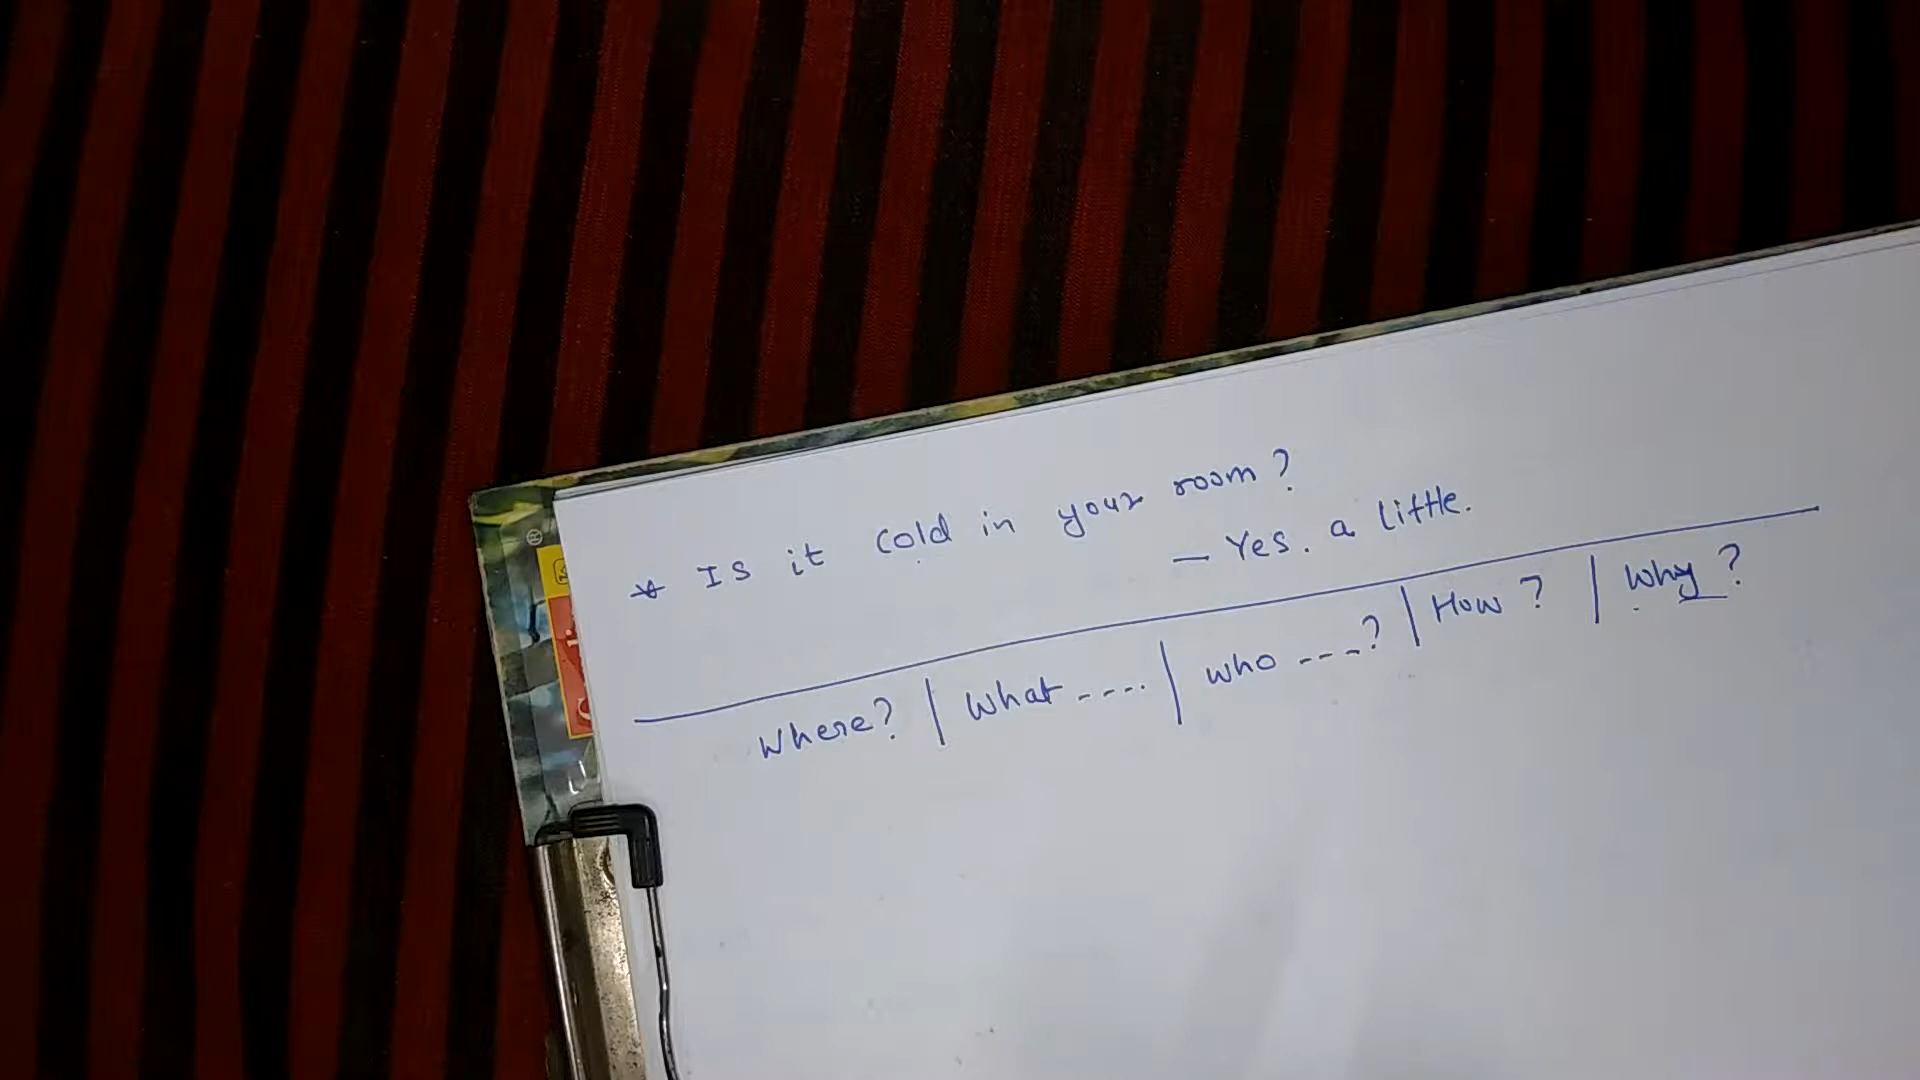 * Is it cold in your room?
— Yes. a little.
Where? | What ---- | who ---? | How ? | Why ?